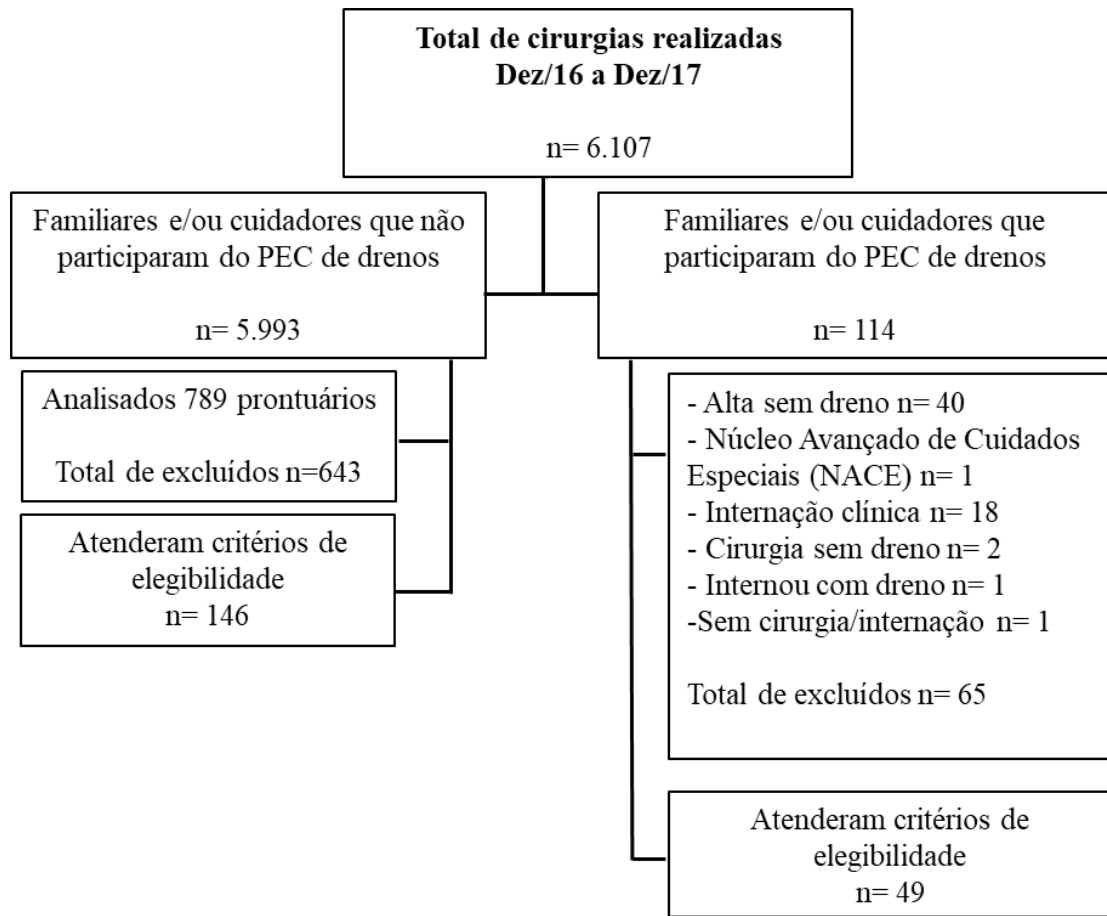 Total de cirurgias realizadas
Dez/16 a Dez/17
n= 6.107
Familiares e/ou cuidadores que não
participaram do PEC de drenos
n= 5.993
Familiares e/ou cuidadores que
participaram do PEC de drenos
n= 114
Analisados 789 prontuários
Total de excluídos n=643
Atenderam critérios de
elegibilidade
n= 146
- Alta sem dreno n= 40
- Núcleo Avançado de Cuidados
Especiais (NACE) n= 1
- Internação clínica n= 18
- Cirurgia sem dreno n= 2
- Internou com dreno n= 1
-Sem cirurgia/internação n= 1
Total de excluídos n= 65
Atenderam critérios de
elegibilidade
n= 49